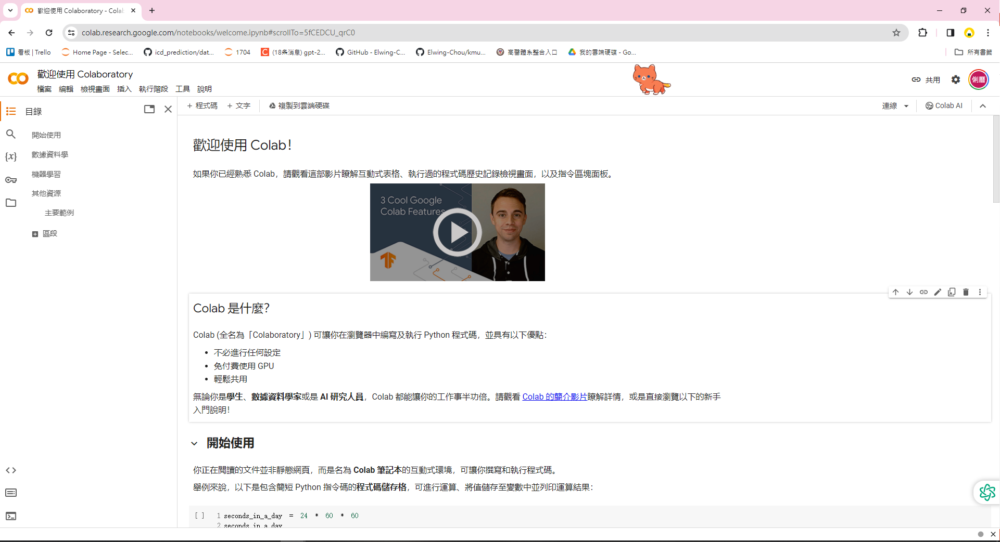 歡迎使用 Colaboratory - Colab
colab.research.google.com/notebooks/welcome.ipynb#scrollTo=5fCEDCU_qrC0
看板 | Trello
Home Page - Selec...
icd_prediction/dat...
1704
(18条消息) gpt-2...
GitHub - Elwing-C...
Elwing-Chou/kmu...
高醫體系整合入口
我的雲端硬碟 - Go...
所有書籤
歡迎使用 Colaboratory
檔案 編輯 檢視畫面 插入 執行階段 工具 說明
共用
俐曆
目錄
+ 程式碼 + 文字 複製到雲端硬碟
連線
Colab AI
開始使用
數據資料學
機器學習
其他資源
主要範例
區段
{x}
歡迎使用 Colab！
如果你已經熟悉 Colab，請觀看這部影片瞭解互動式表格、執行過的程式碼歷史記錄檢視畫面，以及指令區塊面板。
3 Cool Google
Colab Features
Colab 是什麼？
Colab (全名為「Colaboratory」) 可讓你在瀏覽器中編寫及執行 Python 程式碼，並具有以下優點：
• 不必進行任何設定
• 免付費使用 GPU
• 輕鬆共用
無論你是學生、數據資料學家或是 AI 研究人員，Colab 都能讓你的工作事半功倍。請觀看 Colab 的簡介影片瞭解詳情，或是直接瀏覽以下的新手
入門說明！
開始使用
你正在閱讀的文件並非靜態網頁，而是名為 Colab 筆記本的互動式環境，可讓你撰寫和執行程式碼。
舉例來說，以下是包含簡短 Python 指令碼的程式碼儲存格，可進行運算、將值儲存至變數中並列印運算結果：
[ ] 1 seconds_in_a_day = 24 * 60 * 60
2 seconds_in_a_day